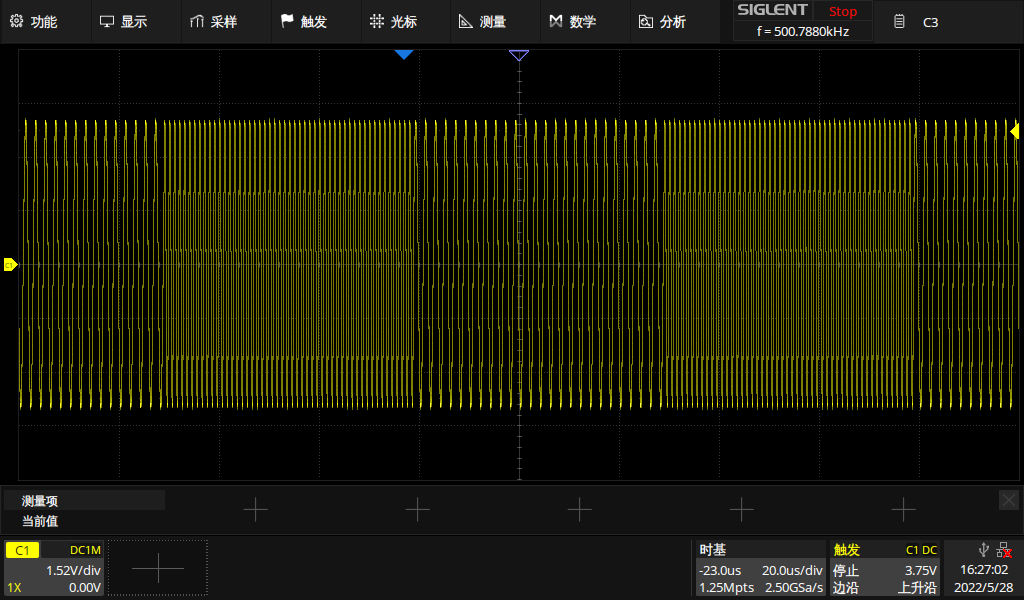 功能 显示 采样 触发 光标 测量 数学 分析 SIGLENT Stop
f = 500.7880kHz C3
C1
测量项
当前值
C1 DC1M
1.52V/div
1X 0.00V
时基
-23.0us 20.0us/div
1.25Mpts 2.50GSa/s
触发 C1 DC
停止 3.75V
边沿 上升沿
16:27:02
2022/5/28